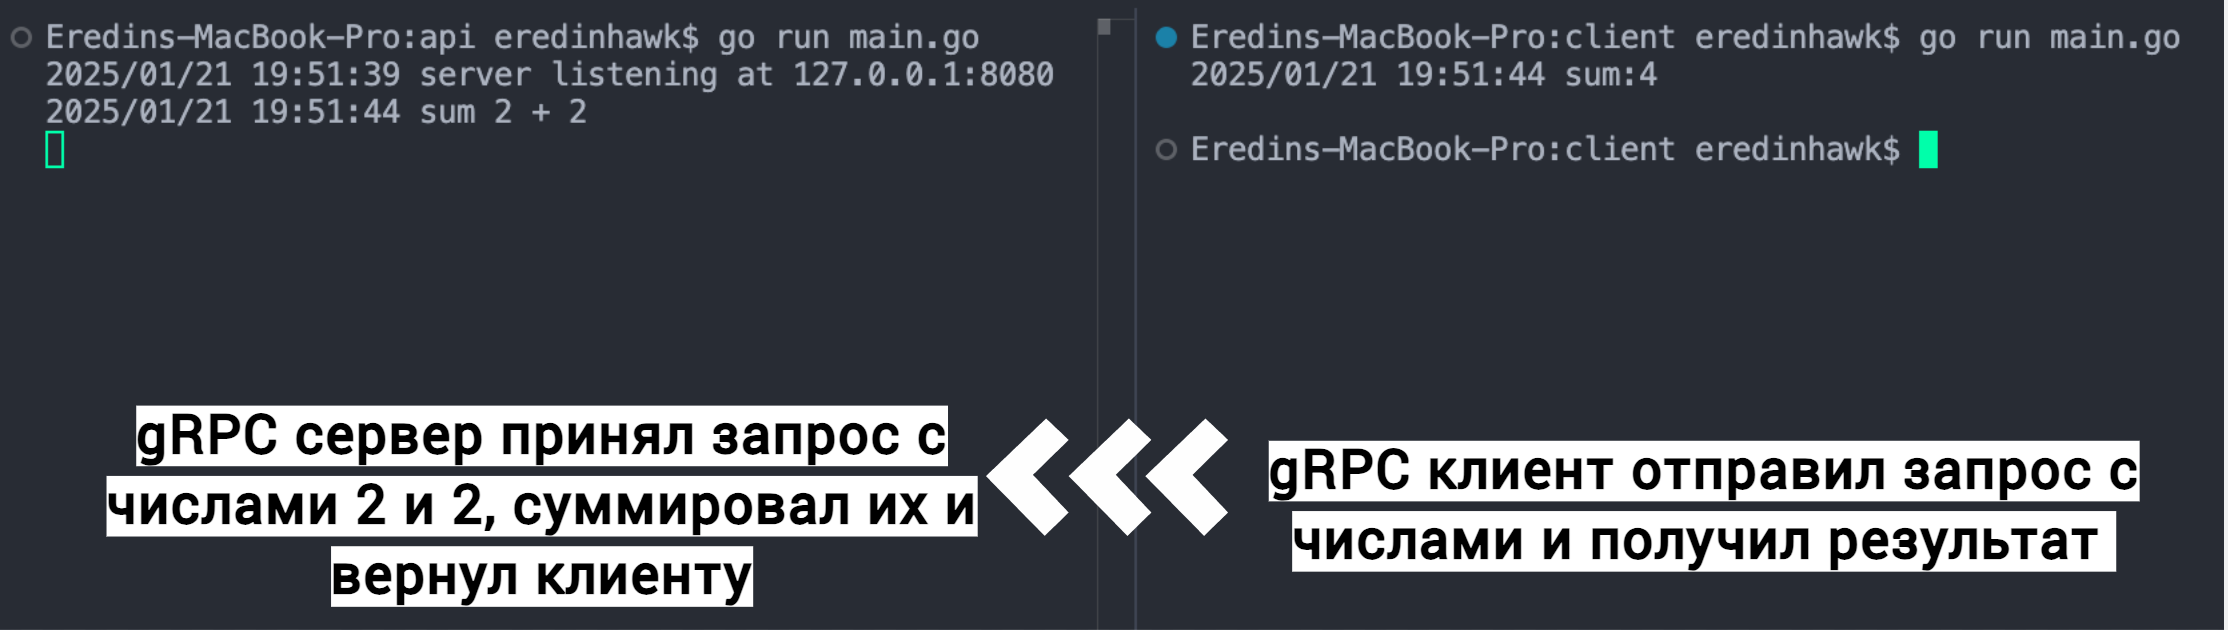 Eredins-MacBook-Pro:api eredinhawk$ go run main.go
2025/01/21 19:51:39 server listening at 127.0.0.1:8080
2025/01/21 19:51:44 sum 2 + 2
Eredins-MacBook-Pro:client eredinhawk$ go run main.go
2025/01/21 19:51:44 sum:4
Eredins-MacBook-Pro:client eredinhawk$
gRPC сервер принял запрос с
числами 2 и 2, суммировал их и
вернул клиенту
gRPC клиент отправил запрос с
числами и получил результат